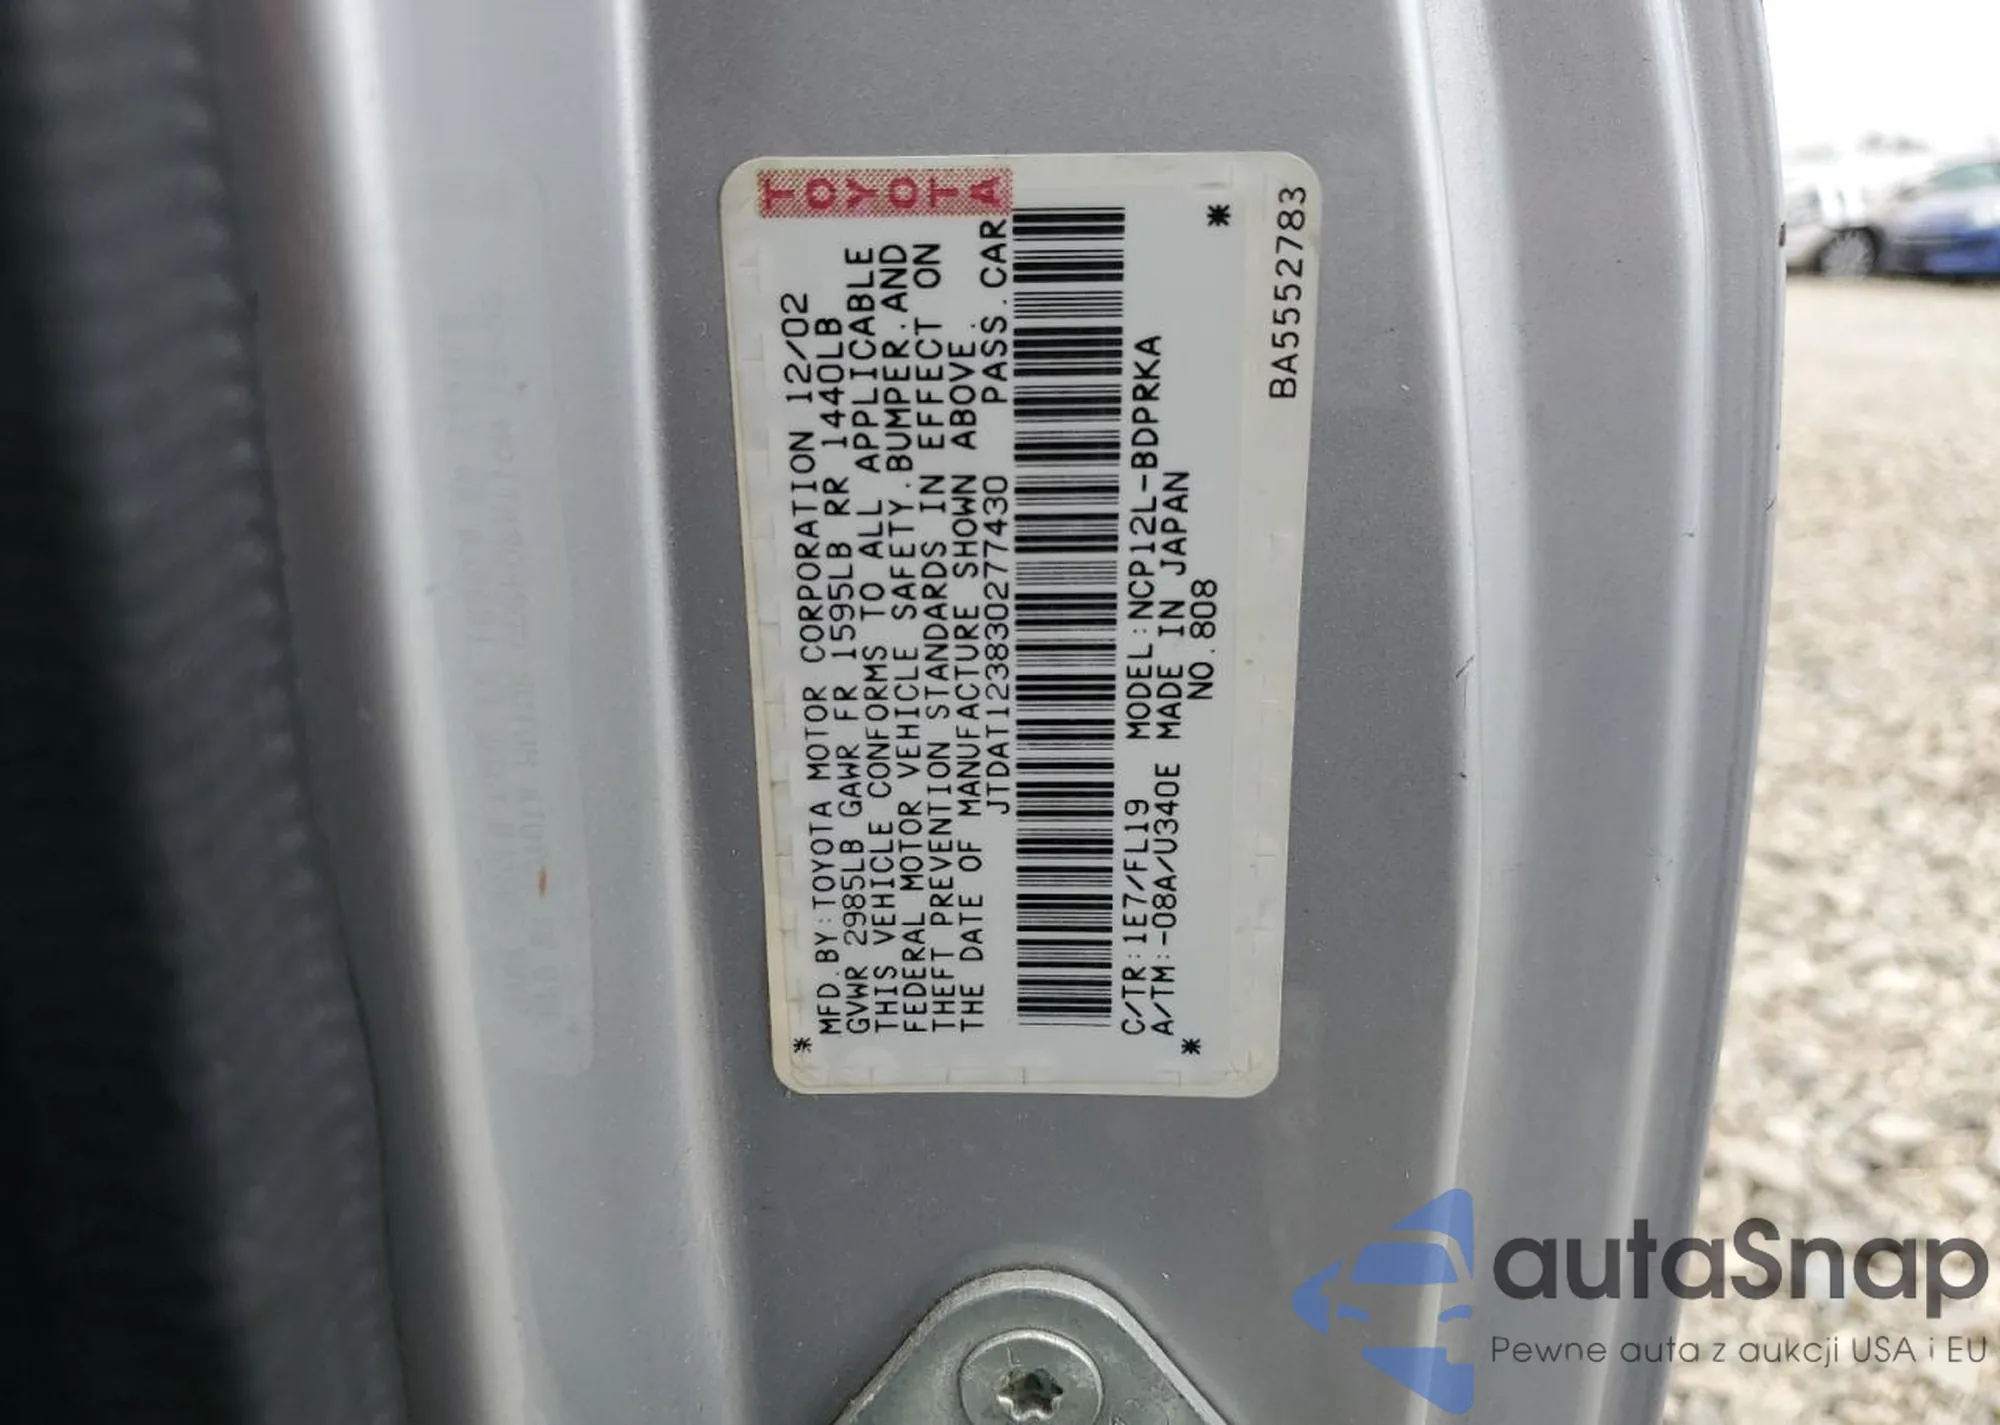 TOYOTA
MFD.BY:TOYOTA MOTOR CORPORATION 12/02
GVWR 2985LB GAWR FR 1595LB RR 1440LB
THIS VEHICLE CONFORMS TO ALL APPLICABLE
FEDERAL MOTOR VEHICLE SAFETY.BUMPER.AND
THEFT PREVENTION STANDARDS IN EFFECT ON
THE DATE OF MANUFACTURE SHOWN ABOVE.
JTDAT123830277430 PASS.CAR
C/TR:1E7/FL19 MODEL:NCP12L-BDPRKA
A/TM:-08A/U340E MADE IN JAPAN
NO.808
BA5552783
autaSnap
Pewne auta z aukcji USA i EU